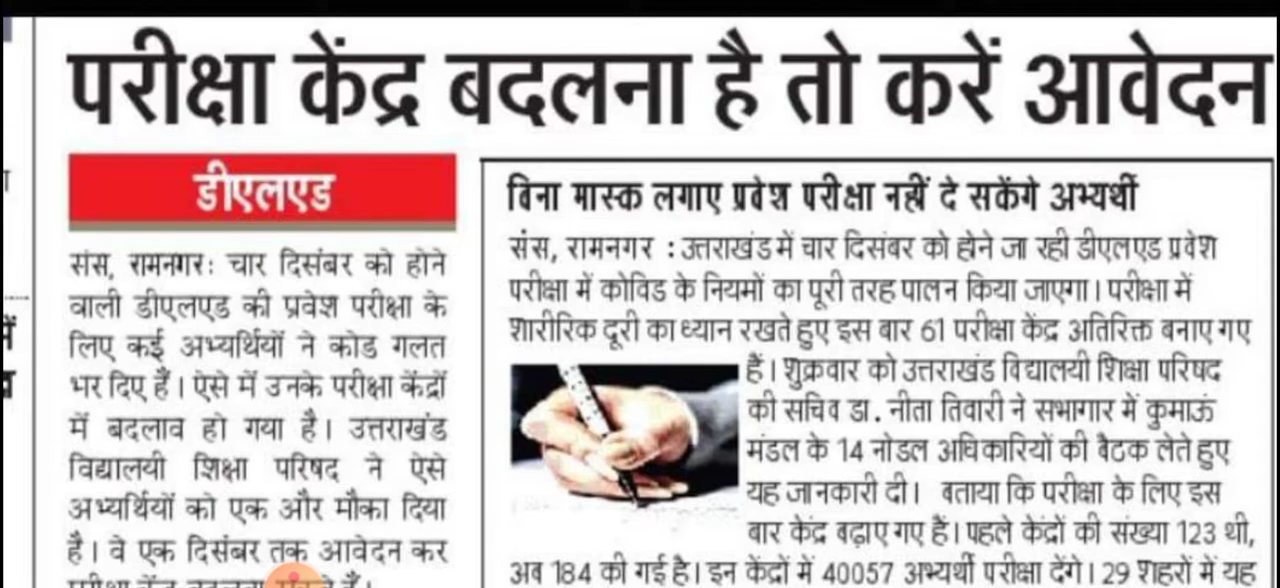 परीक्षा केंद्र बदलना है तो करें आवेदन
डीएलएड
संस, रामनगरः चार दिसंबर को होने
वाली डीएलएड की प्रवेश परीक्षा के
लिए कई अभ्यर्थियों ने कोड गलत
भर दिए हैं। ऐसे में उनके परीक्षा केंद्रों
में बदलाव हो गया है। उत्तराखंड
विद्यालयी शिक्षा परिषद ने ऐसे
अभ्यर्थियों को एक और मौका दिया
है। वे एक दिसंबर तक आवेदन कर
बिना मास्क लगाए प्रवेश परीक्षा नहीं दे सकेंगे अभ्यर्थी
संस, रामनगर : उत्तराखंड में चार दिसंबर को होने जा रही डीएलएड प्रवेश
परीक्षा में कोविड के नियमों का पूरी तरह पालन किया जाएगा। परीक्षा में
शारीरिक दूरी का ध्यान रखते हुए इस बार 61 परीक्षा केंद्र अतिरिक्त बनाए गए
हैं। शुक्रवार को उत्तराखंड विद्यालयी शिक्षा परिषद
की सचिव डा. नीता तिवारी ने सभागार में कुमाऊं
मंडल के 14 नोडल अधिकारियों की बैठक लेते हुए
यह जानकारी दी। बताया कि परीक्षा के लिए इस
बार केंद्र बढ़ाए गए हैं। पहले केंद्रों की संख्या 123 थी,
अब 184 की गई है। इन केंद्रों में 40057 अभ्यर्थी परीक्षा देंगे। 29 शहरों में यह